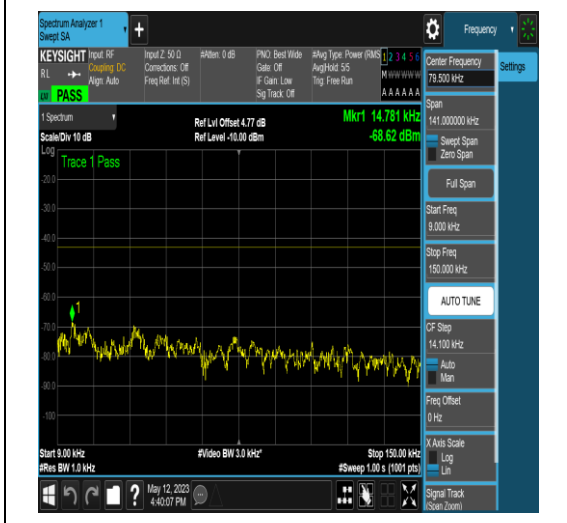 Spectrum Analyzer 1
Swept SA
+
Frequency
KEYSIGHT
RL
PASS
Input: RF
Coupling: DC
Align: Auto
Input Z: 50 Ω
Corrections: Off
Freq Ref: Int (S)
#Atten: 0 dB
PNO: Best Wide
Gate: Off
IF Gain: Low
Sig Track: Off
#Avg Type: Power (RMS
Avg|Hold: 5/5
Trig: Free Run
1 2 3 4 5 6
M W W W W W
A A A A A A
1 Spectrum
Scale/Div 10 dB
Log
Ref Lvl Offset 4.77 dB
Ref Level -10.00 dBm
Mkr1 14.781 kHz
-68.62 dBm
Trace 1 Pass
1
-20.0
-30.0
-40.0
-50.0
-60.0
-70.0
-80.0
-90.0
-100
Start 9.00 kHz
#Res BW 1.0 kHz
#Video BW 3.0 kHz*
Stop 150.00 kHz
#Sweep 1.00 s (1001 pts)
?
May 12, 2023
4:40:07 PM
Center Frequency
79.500 kHz
Span
141.000000 kHz
Swept Span
Zero Span
Full Span
Start Freq
9.000 kHz
Stop Freq
150.000 kHz
AUTO TUNE
CF Step
14.100 kHz
Auto
Man
Freq Offset
0 Hz
X Axis Scale
Log
Lin
Signal Track
(Span Zoom)
Settings